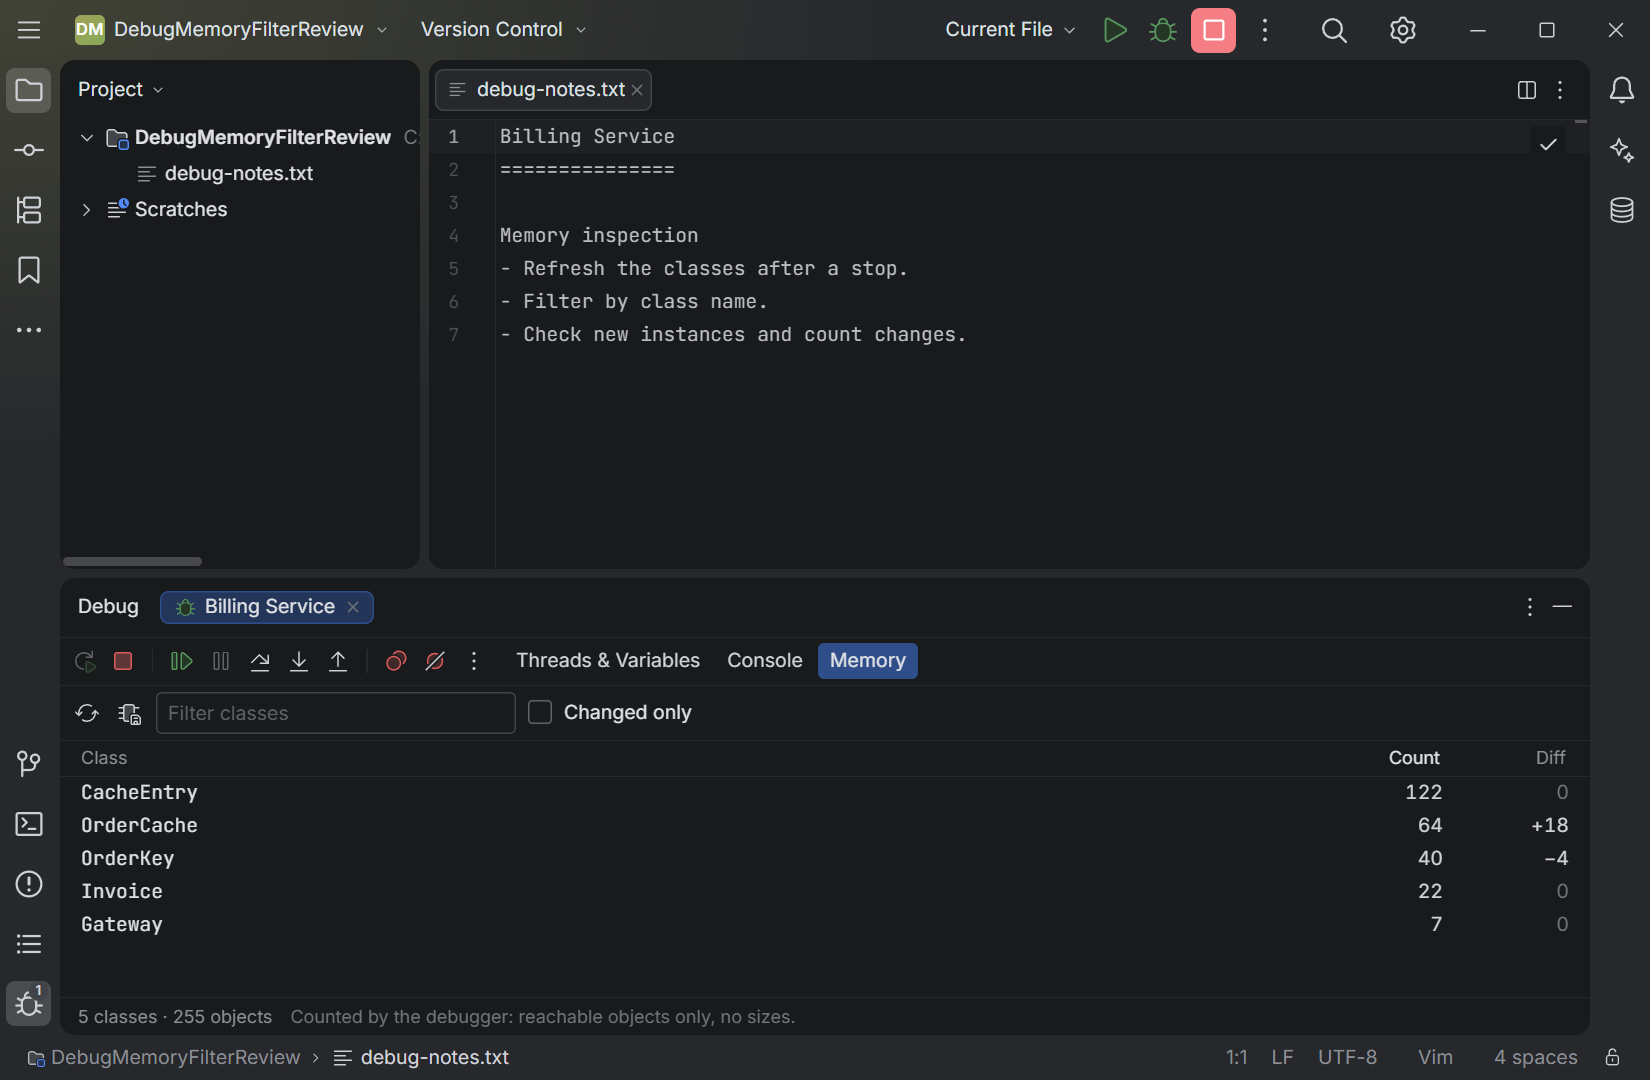 DM DebugMemoryFilterReview Version Control Current File
Project
debug-notes.txt
DebugMemoryFilterReview C:
debug-notes.txt
Scratches
1 Billing Service
2 ===============
3
4 Memory inspection
5 - Refresh the classes after a stop.
6 - Filter by class name.
7 - Check new instances and count changes.
Debug Billing Service
Threads & Variables Console Memory
Filter classes Changed only
Class Count Diff
CacheEntry 122 0
OrderCache 64 +18
OrderKey 40 −4
Invoice 22 0
Gateway 7 0
1
5 classes · 255 objects Counted by the debugger: reachable objects only, no sizes.
DebugMemoryFilterReview › debug-notes.txt 1:1 LF UTF-8 Vim 4 spaces